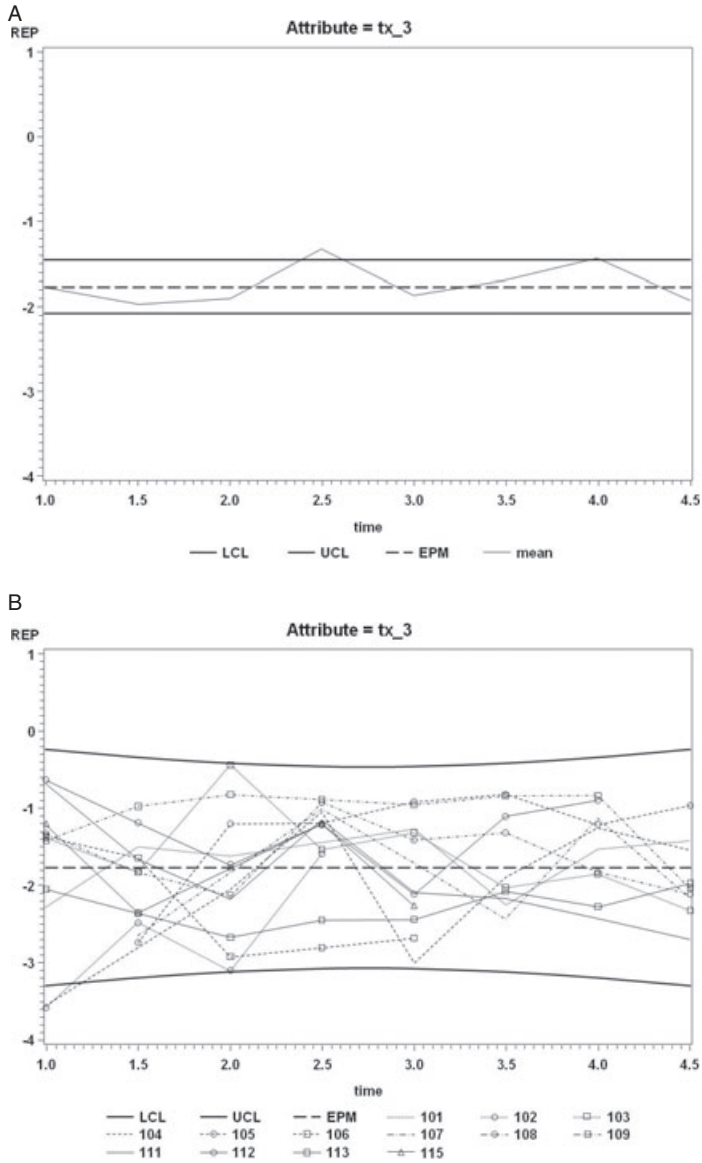 A
REP
Attribute = tx_3
1
0
-1
-2
-3
-4
1.0 1.5 2.0 2.5 3.0 3.5 4.0 4.5
time
LCL UCL EPM mean
B
REP
Attribute = tx_3
1
0
-1
-2
-3
-4
1.0 1.5 2.0 2.5 3.0 3.5 4.0 4.5
time
LCL UCL EPM 101 102 103
104 105 106 107 108 109
111 112 113 115